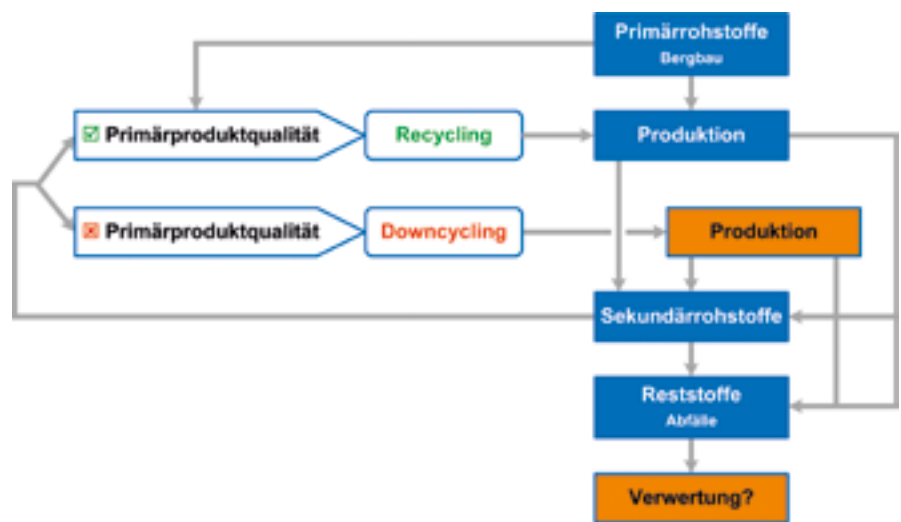 Primärrohstoffe
Bergbau
☑ Primärproduktqualität
Recycling
Produktion
☒ Primärproduktqualität
Downcycling
Produktion
Sekundärrohstoffe
Reststoffe
Abfälle
Verwertung?